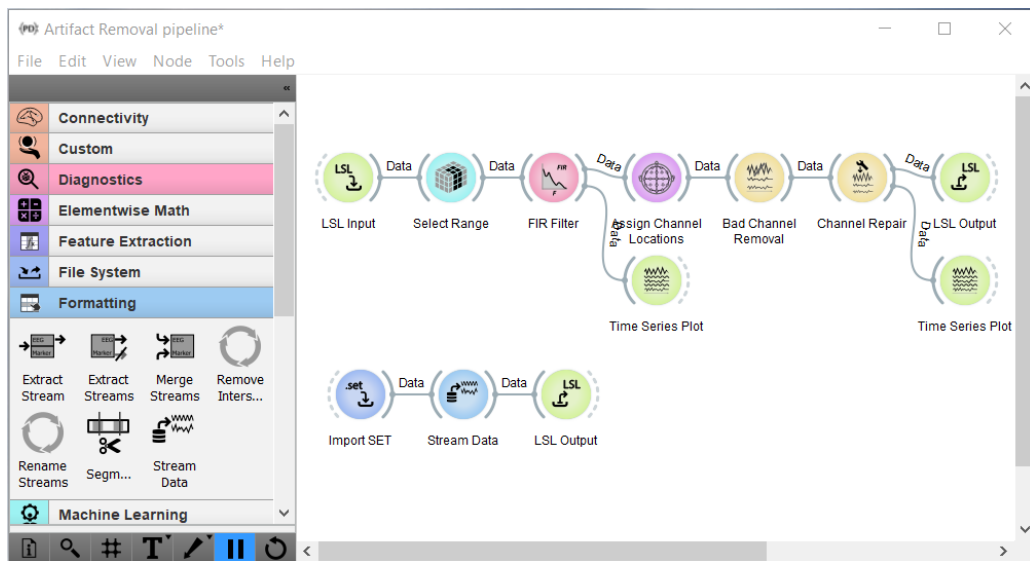 Artifact Removal pipeline*
File Edit View Node Tools Help
Connectivity
Custom
Diagnostics
Elementwise Math
Feature Extraction
File System
Formatting
Extract Stream
Extract Streams
Merge Streams
Remove Inters...
Rename Streams
Segm...
Stream Data
Machine Learning
Data Data Data Data Data Data
LSL FIR F LSL
LSL Input Select Range FIR Filter Assign Channel Locations Bad Channel Removal Channel Repair LSL Output
Data Data
Time Series Plot Time Series Plot
Data Data
.set LSL
Import SET Stream Data LSL Output